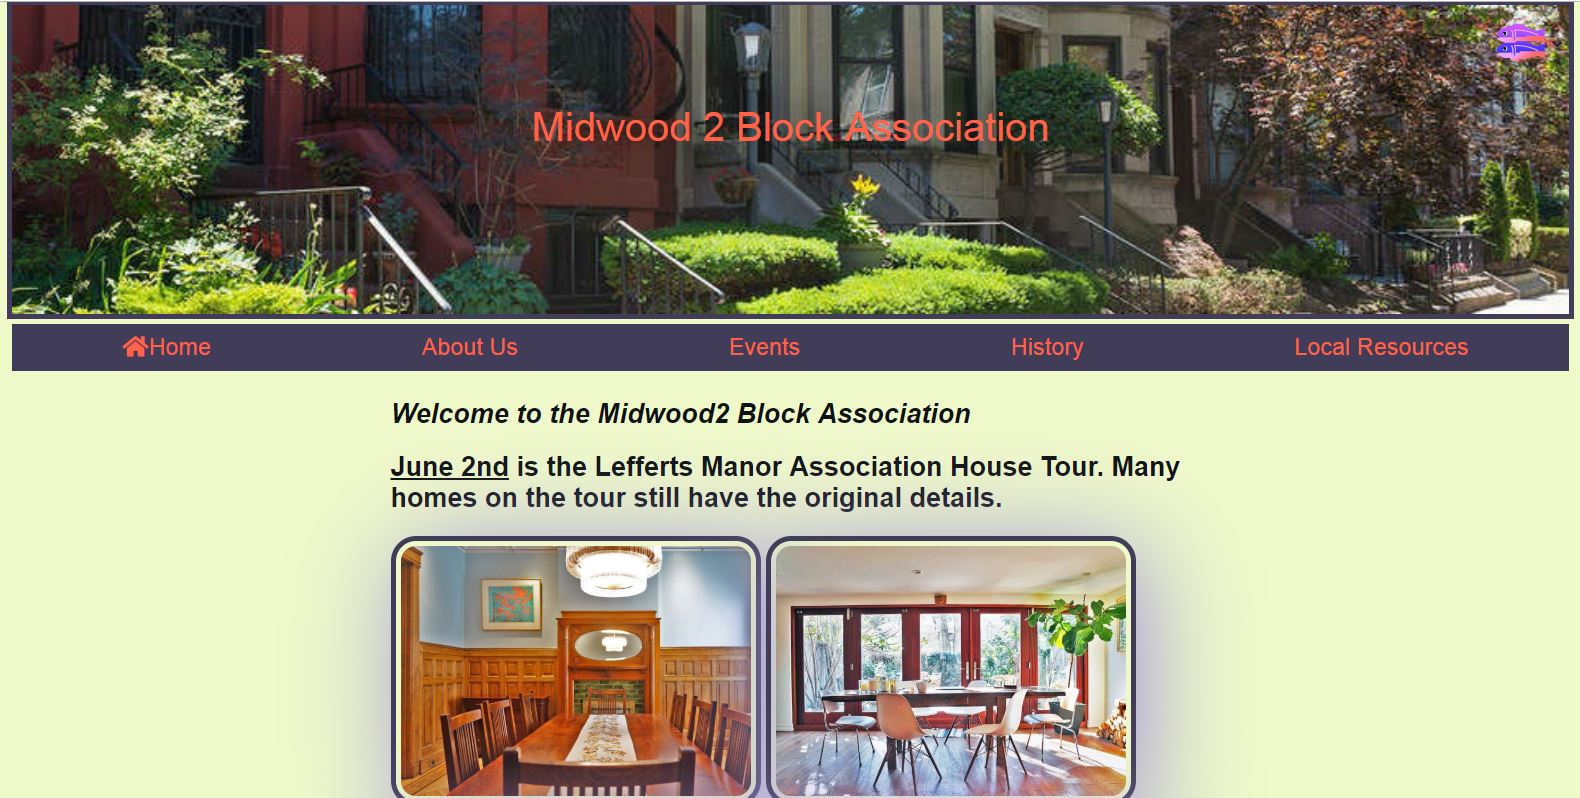 Midwood 2 Block Association
Home About Us Events History Local Resources
Welcome to the Midwood2 Block Association
June 2nd is the Lefferts Manor Association House Tour. Many
homes on the tour still have the original details.